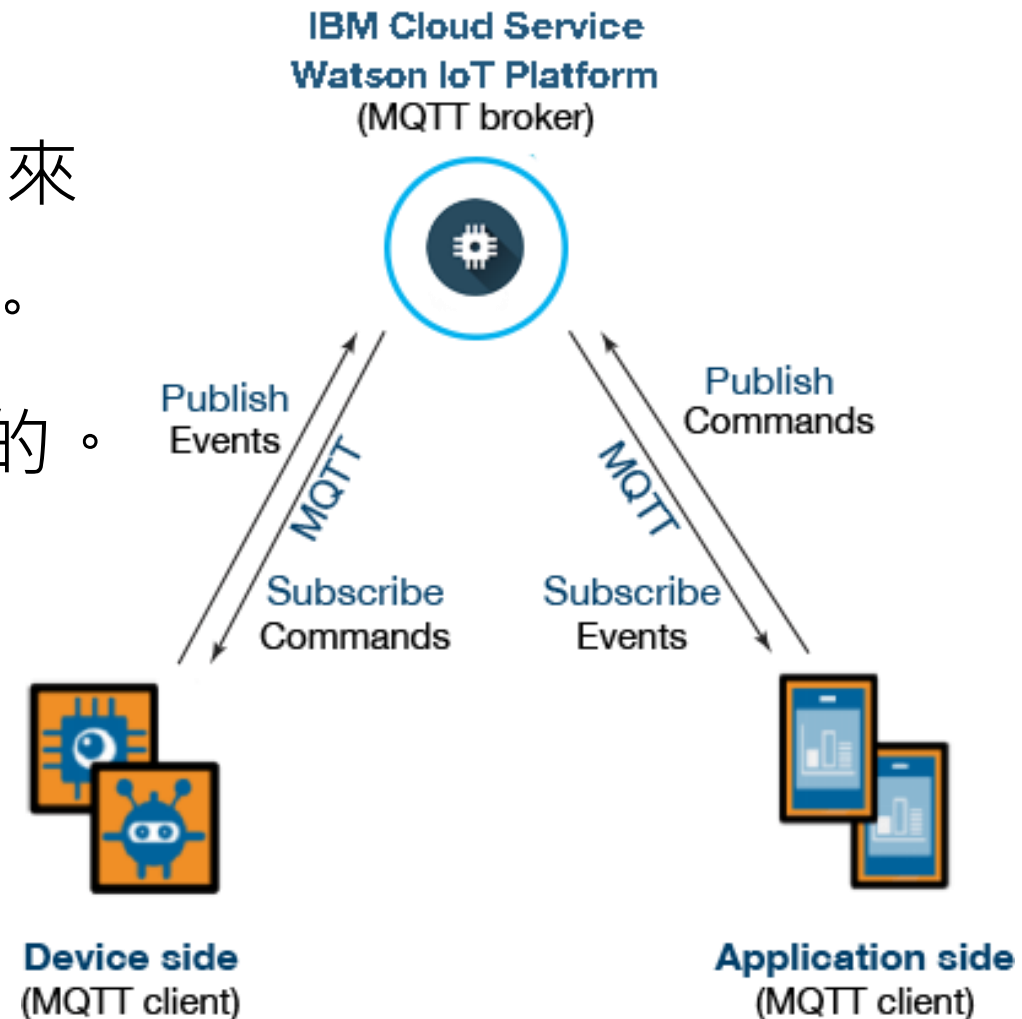 IBM Cloud Service
Watson IoT Platform
(MQTT broker)
來
。
的。
Publish
Events
MQTT
Subscribe
Commands
Publish
Commands
MQTT
Subscribe
Events
Device side
(MQTT client)
Application side
(MQTT client)